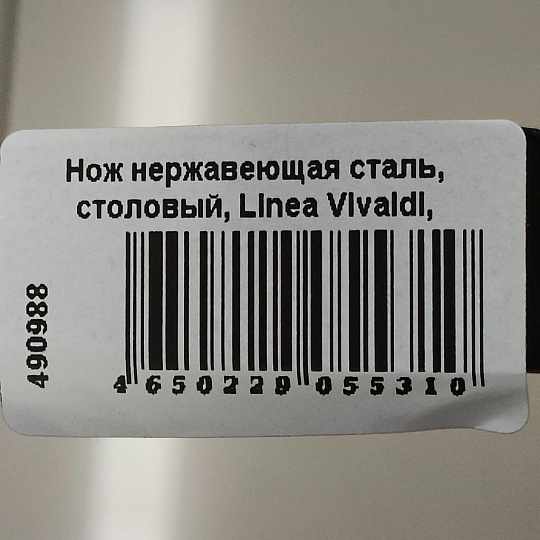 Нож нержавеющая сталь,
столовый, Linea Vivaldi,
490988
4 650229 055310